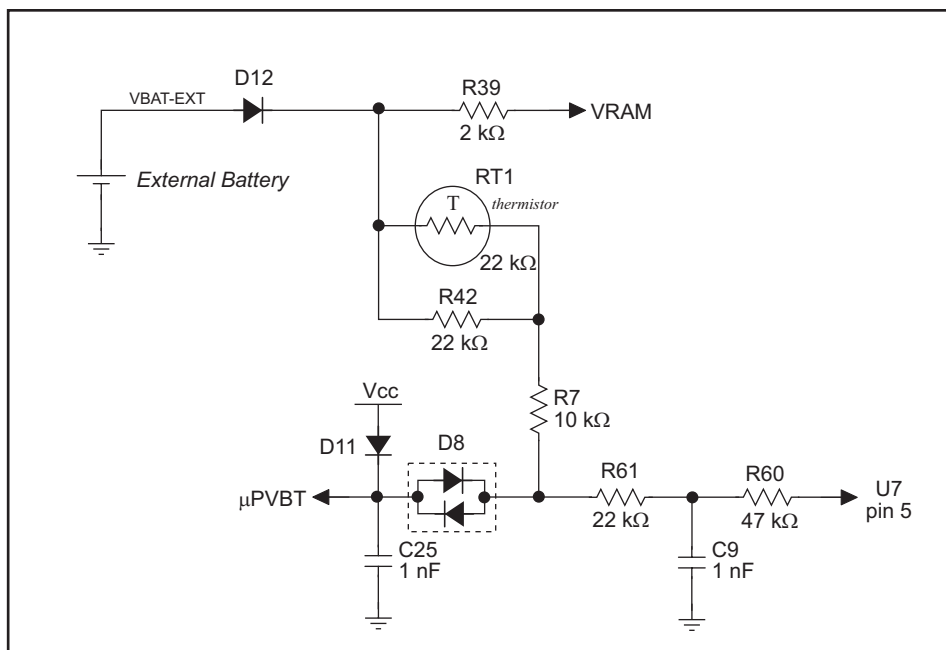 D12
VBAT-EXT
R39
2 kΩ
VRAM
External Battery
RT1
thermistor
T
22 kΩ
R42
22 kΩ
R7
10 kΩ
Vcc
D11
D8
μPVBT
C25
1 nF
R61
22 kΩ
R60
47 kΩ
U7
pin 5
C9
1 nF